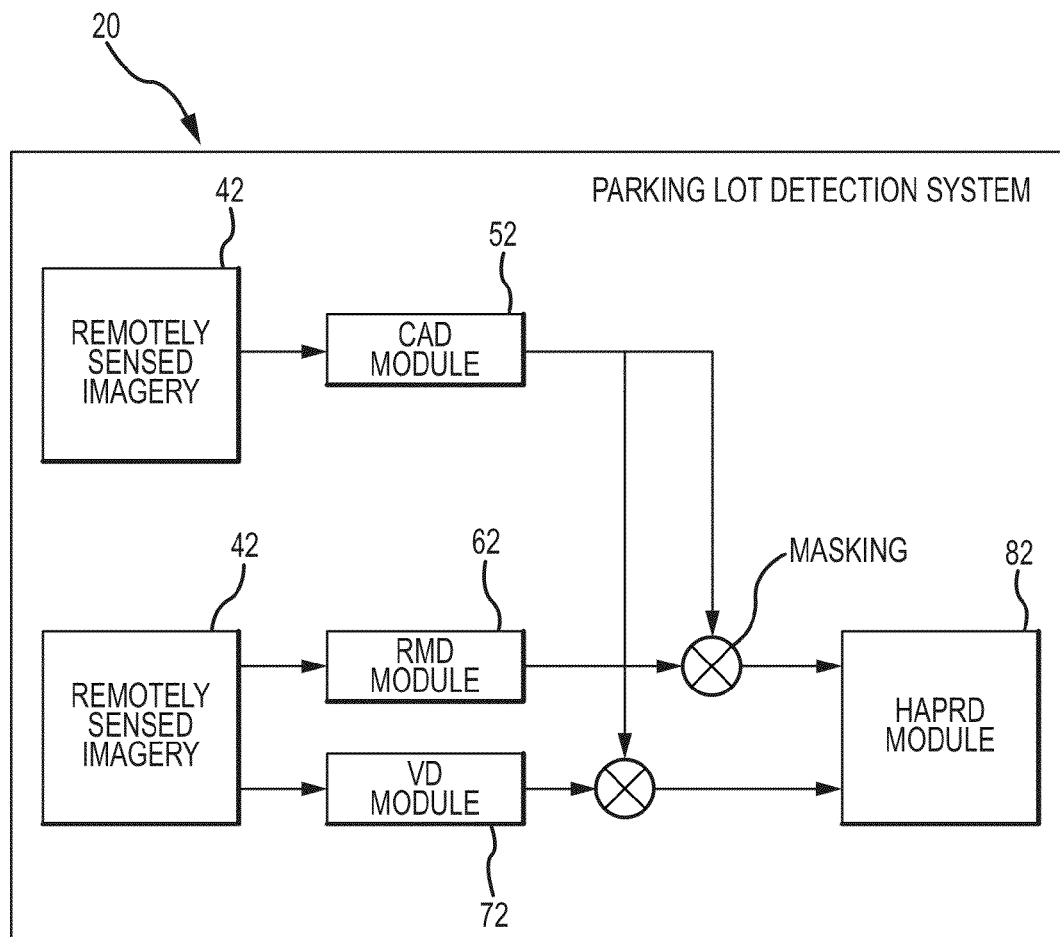 20
PARKING LOT DETECTION SYSTEM
42
52
REMOTELY
SENSED
IMAGERY
CAD
MODULE
42
62
MASKING
82
REMOTELY
SENSED
IMAGERY
RMD
MODULE
VD
MODULE
HAPRD
MODULE
72